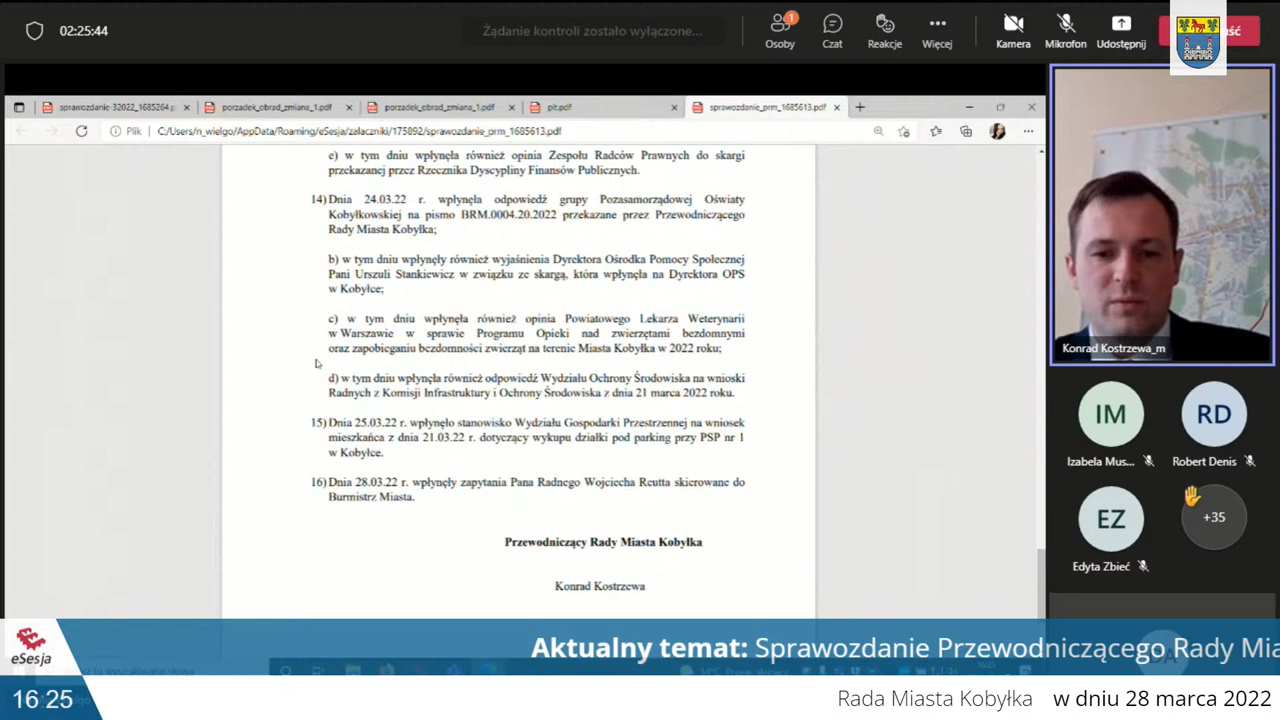 02:25:44
Żądanie kontroli zostało wyłączone...
1
Osoby
Czat
Reakcje
Więcej
Kamera
Mikrofon
Udostępnij
ść
sprawozdanie-32022_1685264.p
porzadek_obrad_zmiana_1.pdf
porzadek_obrad_zmiana_1.pdf
pit.pdf
sprawozdanie_prm_1685613.pdf
Plik
C:/Users/n_wielgo/AppData/Roaming/eSesja/zalaczniki/175892/sprawozdanie_prm_1685613.pdf
e) w tym dniu wpłynęła również opinia Zespołu Radców Prawnych do skargi
przekazanej przez Rzecznika Dyscypliny Finansów Publicznych.
14) Dnia 24.03.22 r. wpłynęła odpowiedź grupy Pozasamorządowej Oświaty
Kobyłkowskiej na pismo BRM.0004.20.2022 przekazane przez Przewodniczącego
Rady Miasta Kobyłka;
b) w tym dniu wpłynęły również wyjaśnienia Dyrektora Ośrodka Pomocy Społecznej
Pani Urszuli Stankiewicz w związku ze skargą, która wpłynęła na Dyrektora OPS
w Kobyłce;
c) w tym dniu wpłynęła również opinia Powiatowego Lekarza Weterynarii
w Warszawie w sprawie Programu Opieki nad zwierzętami bezdomnymi
oraz zapobieganiu bezdomności zwierząt na terenie Miasta Kobyłka w 2022 roku;
d) w tym dniu wpłynęła również odpowiedź Wydziału Ochrony Środowiska na wnioski
Radnych z Komisji Infrastruktury i Ochrony Środowiska z dnia 21 marca 2022 roku.
15) Dnia 25.03.22 r. wpłynęło stanowisko Wydziału Gospodarki Przestrzennej na wniosek
mieszkańca z dnia 21.03.22 r. dotyczący wykupu działki pod parking przy PSP nr 1
w Kobyłce.
16) Dnia 28.03.22 r. wpłynęły zapytania Pana Radnego Wojciecha Reutta skierowane do
Burmistrz Miasta.
Przewodniczący Rady Miasta Kobyłka
Konrad Kostrzewa
Konrad Kostrzewa_m
IM
RD
Izabela Mus...
Robert Denis
EZ
+35
Edyta Zbieć
eSesja
Aktualny temat: Sprawozdanie Przewodniczącego Rady Mia
16:25
Rada Miasta Kobyłka w dniu 28 marca 2022